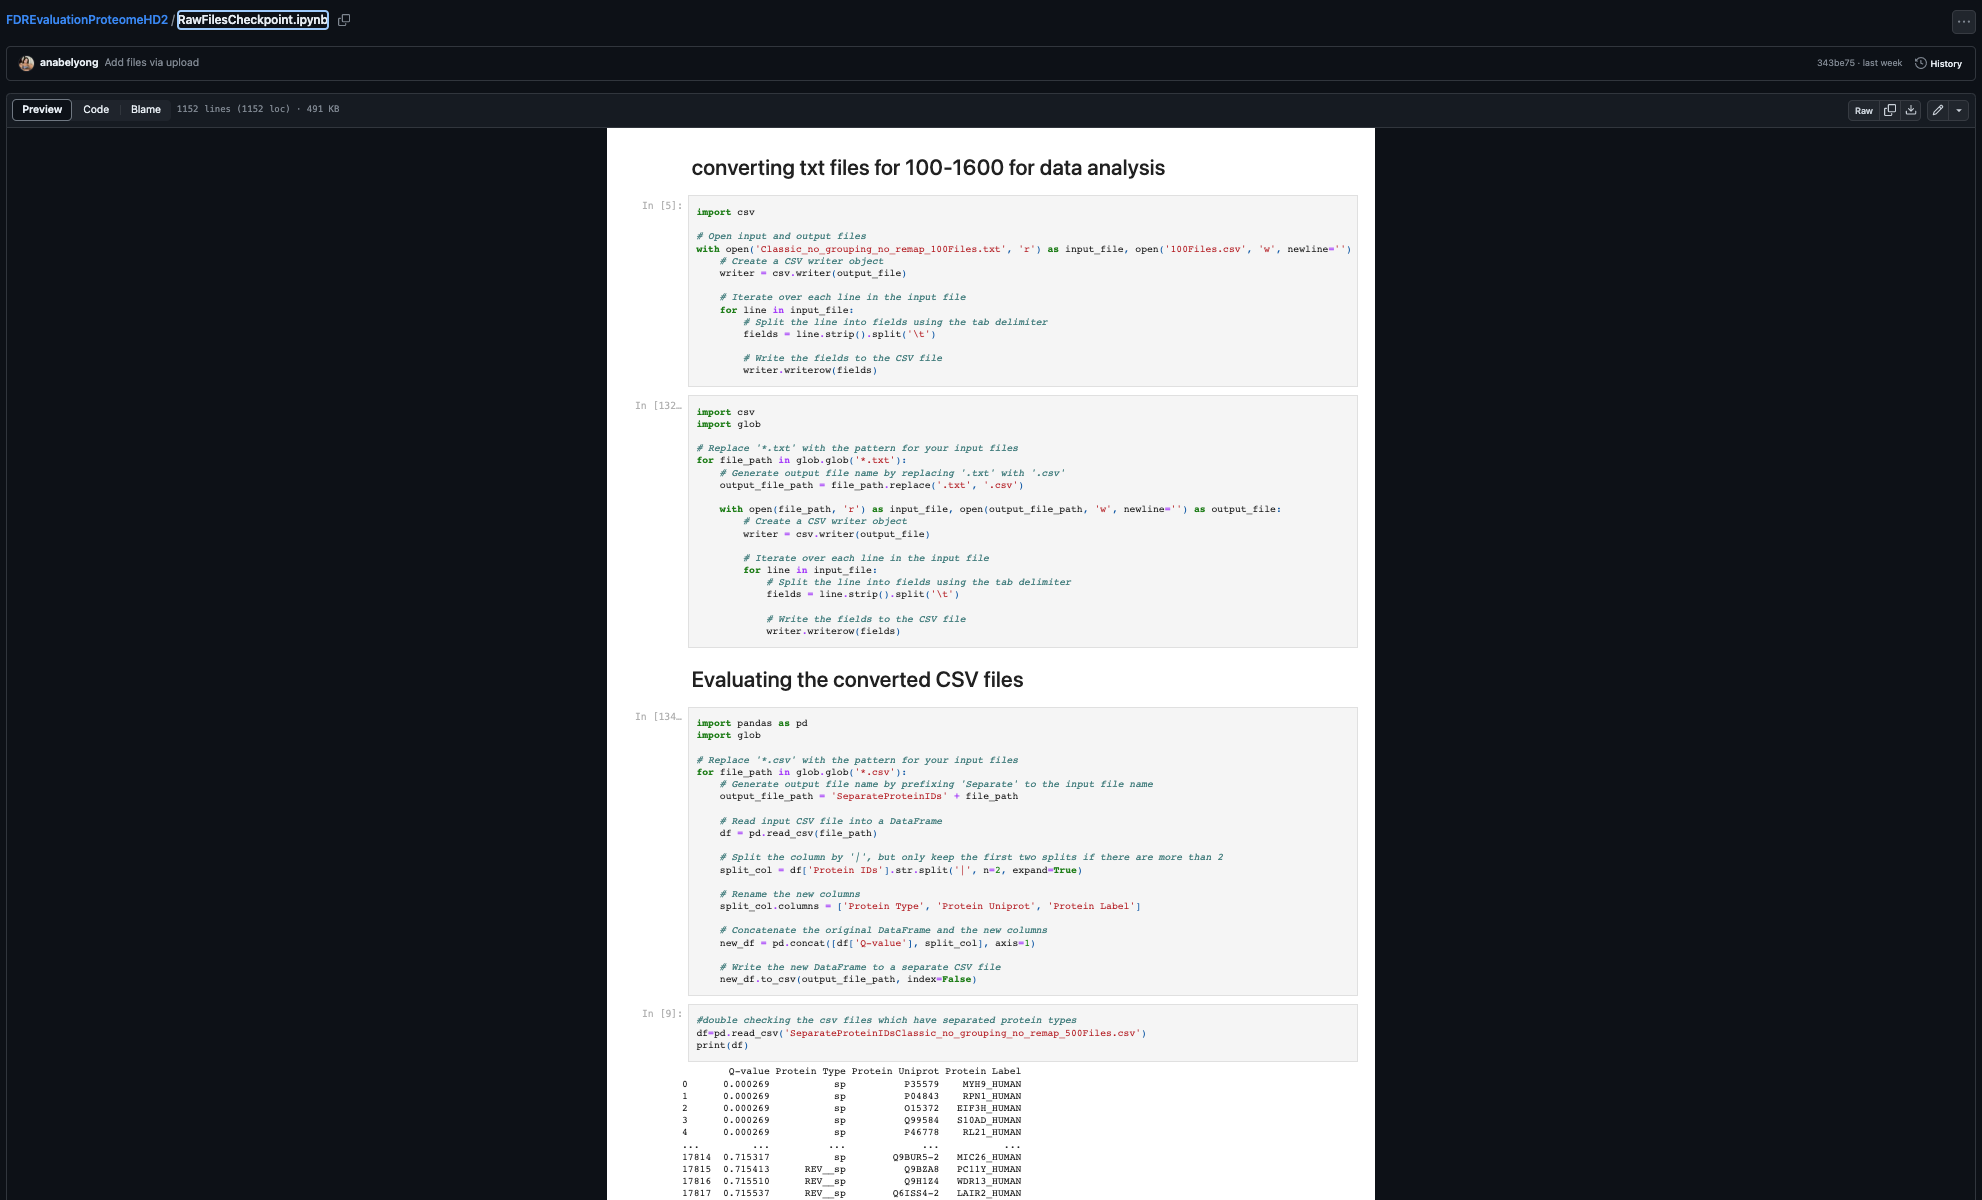 FDREvaluationProteomeHD2 / RawFilesCheckpoint.ipynb
...
anabelyong Add files via upload
343be75 · last week History
Preview Code Blame 1152 lines (1152 loc) · 491 KB
Raw
converting txt files for 100-1600 for data analysis
In [5]:
import csv
# Open input and output files
with open('Classic_no_grouping_no_remap_100Files.txt', 'r') as input_file, open('100Files.csv', 'w', newline='')
# Create a CSV writer object
writer = csv.writer(output_file)
# Iterate over each line in the input file
for line in input_file:
# Split the line into fields using the tab delimiter
fields = line.strip().split('\t')
# Write the fields to the CSV file
writer.writerow(fields)
In [132…
import csv
import glob
# Replace '*.txt' with the pattern for your input files
for file_path in glob.glob('*.txt'):
# Generate output file name by replacing '.txt' with '.csv'
output_file_path = file_path.replace('.txt', '.csv')
with open(file_path, 'r') as input_file, open(output_file_path, 'w', newline='') as output_file:
# Create a CSV writer object
writer = csv.writer(output_file)
# Iterate over each line in the input file
for line in input_file:
# Split the line into fields using the tab delimiter
fields = line.strip().split('\t')
# Write the fields to the CSV file
writer.writerow(fields)
Evaluating the converted CSV files
In [134…
import pandas as pd
import glob
# Replace '*.csv' with the pattern for your input files
for file_path in glob.glob('*.csv'):
# Generate output file name by prefixing 'Separate' to the input file name
output_file_path = 'SeparateProteinIDs' + file_path
# Read input CSV file into a DataFrame
df = pd.read_csv(file_path)
# Split the column by '|', but only keep the first two splits if there are more than 2
split_col = df['Protein IDs'].str.split('|', n=2, expand=True)
# Rename the new columns
split_col.columns = ['Protein Type', 'Protein Uniprot', 'Protein Label']
# Concatenate the original DataFrame and the new columns
new_df = pd.concat([df['Q-value'], split_col], axis=1)
# Write the new DataFrame to a separate CSV file
new_df.to_csv(output_file_path, index=False)
In [9]:
#double checking the csv files which have separated protein types
df=pd.read_csv('SeparateProteinIDsClassic_no_grouping_no_remap_500Files.csv')
print(df)
Q-value Protein Type Protein Uniprot Protein Label
0 0.000269 sp P35579 MYH9_HUMAN
1 0.000269 sp P04843 RPN1_HUMAN
2 0.000269 sp O15372 EIF3H_HUMAN
3 0.000269 sp Q99584 S10AD_HUMAN
4 0.000269 sp P46778 RL21_HUMAN
... ... ... ... ...
17814 0.715317 sp Q9BUR5-2 MIC26_HUMAN
17815 0.715413 REV__sp Q9BZA8 PC11Y_HUMAN
17816 0.715510 REV__sp Q9H1Z4 WDR13_HUMAN
17817 0.715537 REV__sp Q6ISS4-2 LAIR2_HUMAN